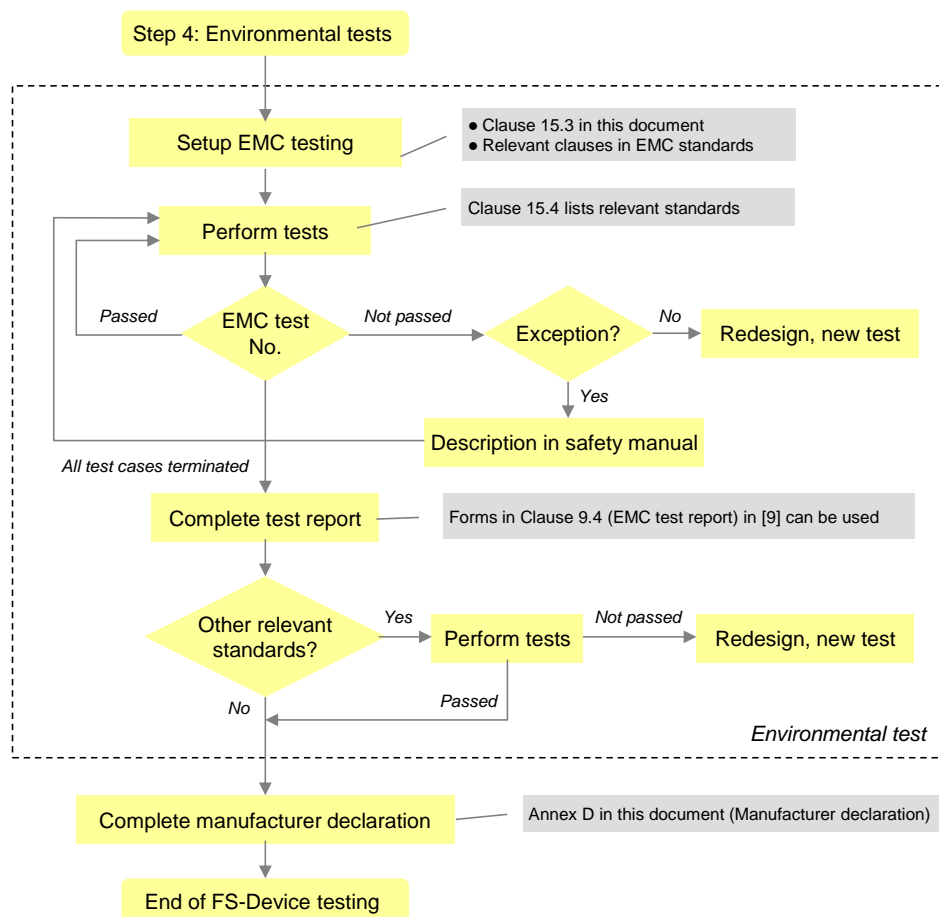 Step 4: Environmental tests
Setup EMC testing
● Clause 15.3 in this document
● Relevant clauses in EMC standards
Perform tests
Clause 15.4 lists relevant standards
Passed
EMC test
No.
Not passed
Exception?
No
Redesign, new test
Yes
Description in safety manual
All test cases terminated
Complete test report
Forms in Clause 9.4 (EMC test report) in [9] can be used
Other relevant
standards?
Yes
Perform tests
Not passed
Redesign, new test
No
Passed
Environmental test
Complete manufacturer declaration
Annex D in this document (Manufacturer declaration)
End of FS-Device testing